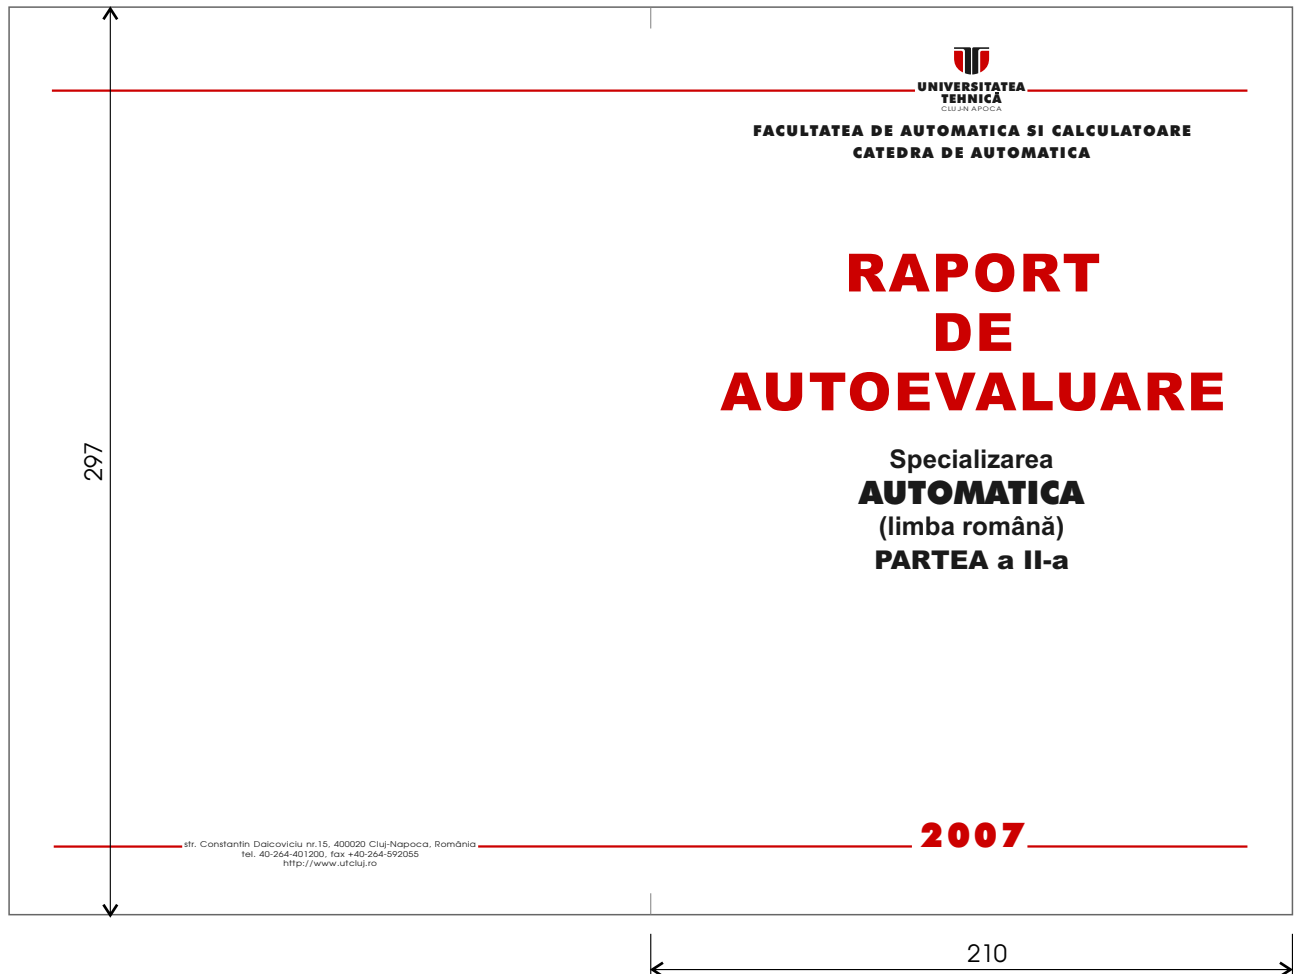 UNIVERSITATEA
TEHNICĂ
CLUJ-NAPOCA
FACULTATEA DE AUTOMATICA SI CALCULATOARE
CATEDRA DE AUTOMATICA
RAPORT
DE
AUTOEVALUARE
Specializarea
AUTOMATICA
(limba română)
PARTEA a II-a
297
2007
str. Constantin Daicoviciu nr.15, 400020 Cluj-Napoca, România
tel. 40-264-401200, fax +40-264-592055
http://www.utcluj.ro
210